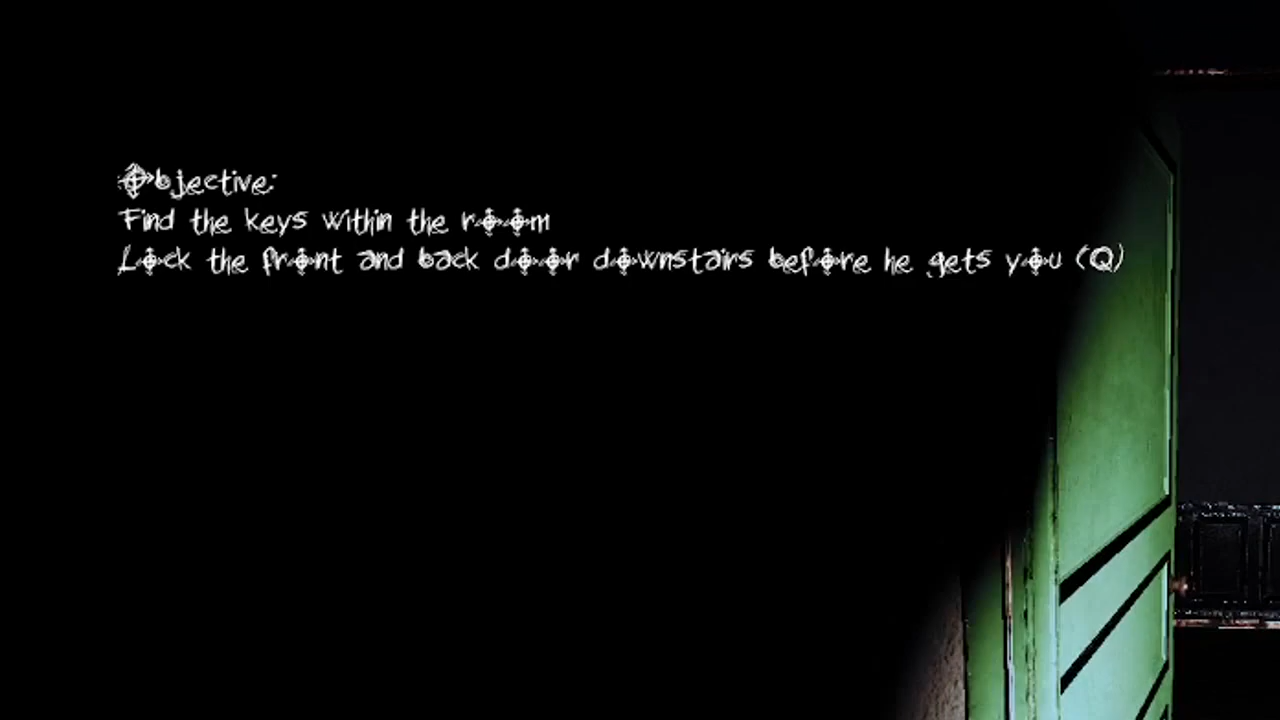 Objective:
Find the keys within the room
Lock the front and back door downstairs before he gets you (Q)